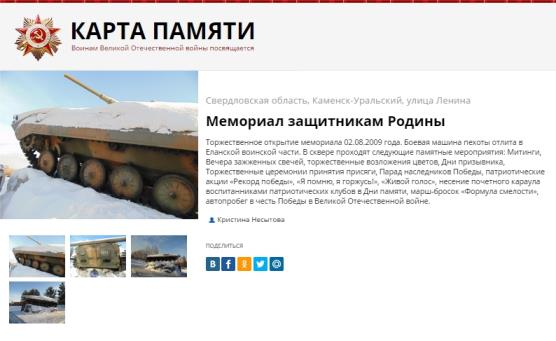 КАРТА ПАМЯТИ
Воинам Великой Отечественной войны посвящается
Свердловская область, Каменск-Уральский, улица Ленина
Мемориал защитникам Родины
Торжественное открытие мемориала 02.08.2009 года. Боевая машина пехоты отлита в
Еланской воинской части. В сквере проходят следующие памятные мероприятия: Митинги,
Вечера зажженных свечей, торжественные возложения цветов, Дни призывника,
Торжественные церемонии принятия присяги, Парад наследников Победы, патриотические
акции «Рекорд победы», «Я помню, я горжусь!», «Живой голос», несение почетного караула
воспитанниками патриотических клубов в Дни памяти, марш-бросок «Формула смелости»,
автопробег в честь Победы в Великой Отечественной войне.
Кристина Несытова
ПОДЕЛИТЬСЯ